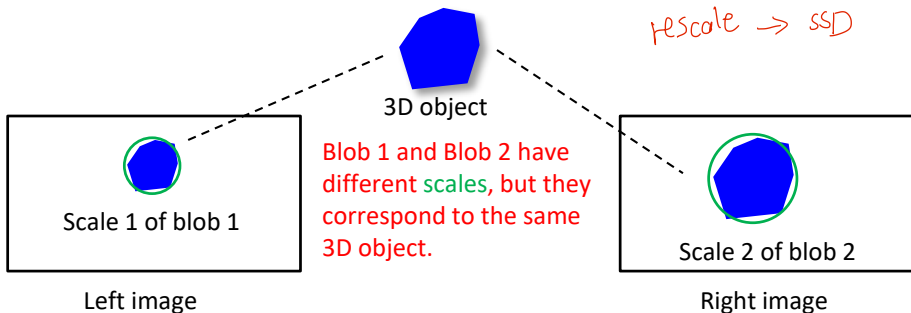 rescale → SSD
3D object
Blob 1 and Blob 2 have
different scales, but they
correspond to the same
3D object.
Scale 1 of blob 1
Scale 2 of blob 2
Left image
Right image